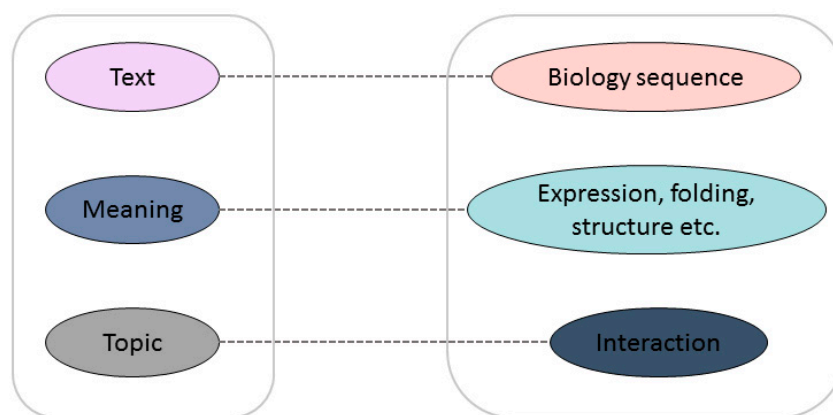 Text
Biology sequence
Meaning
Expression, folding,
structure etc.
Topic
Interaction